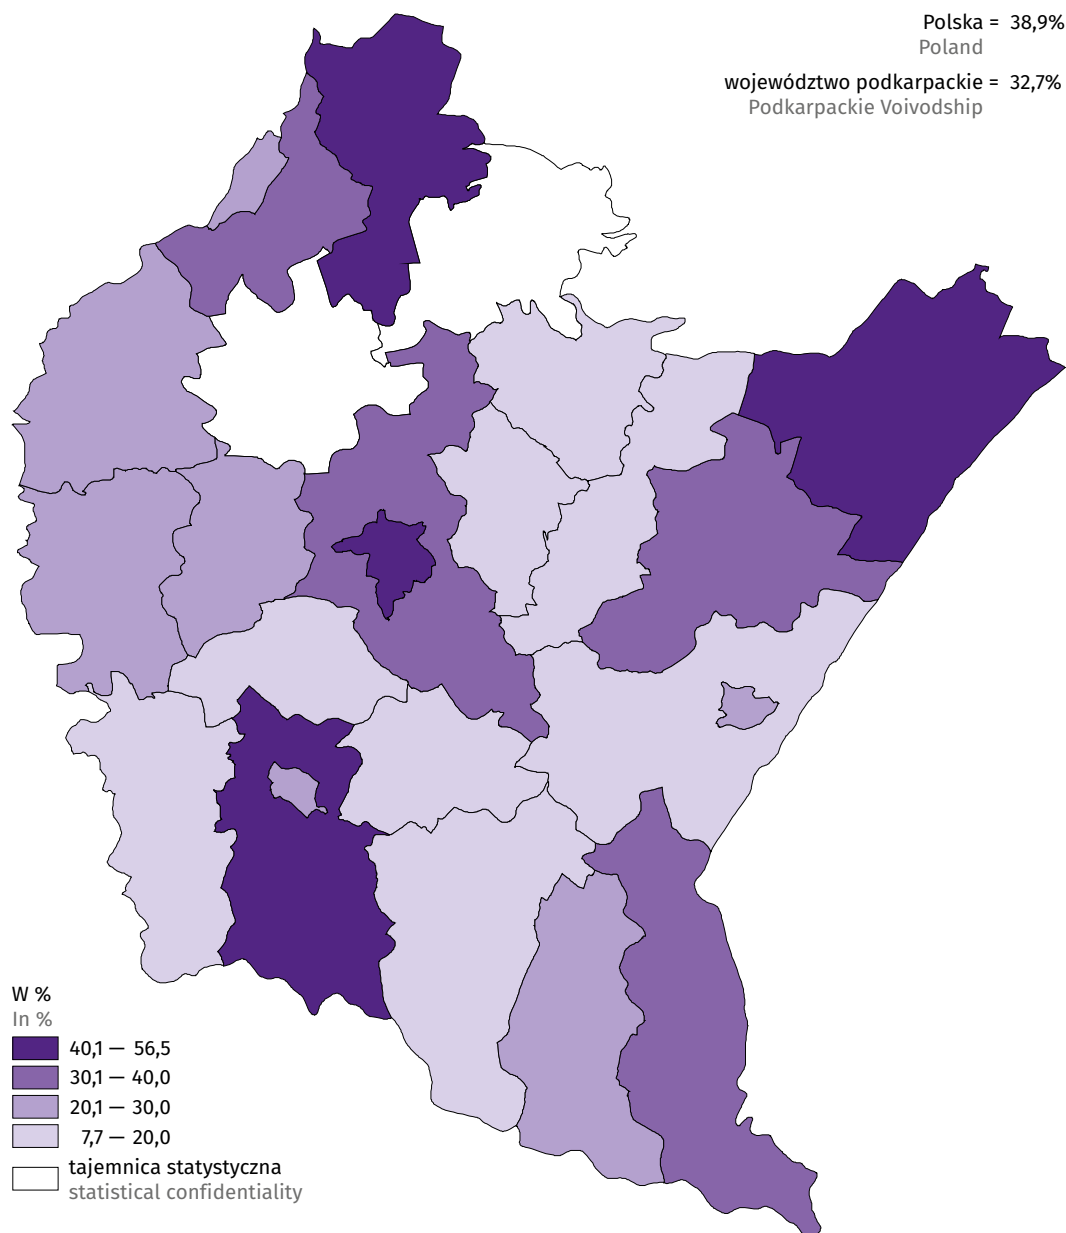 Polska = 38,9%
Poland
województwo podkarpackie = 32,7%
Podkarpackie Voivodship
W %
In %
40,1 — 56,5
30,1 — 40,0
20,1 — 30,0
7,7 — 20,0
tajemnica statystyczna
statistical confidentiality